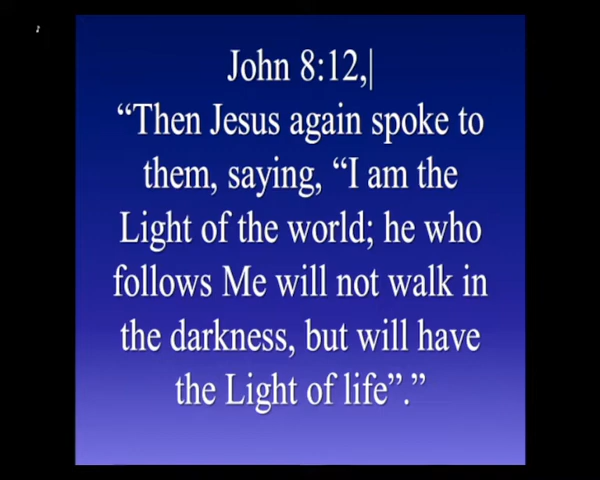 John 8:12,|
“Then Jesus again spoke to
them, saying, “I am the
Light of the world; he who
follows Me will not walk in
the darkness, but will have
the Light of life”.”